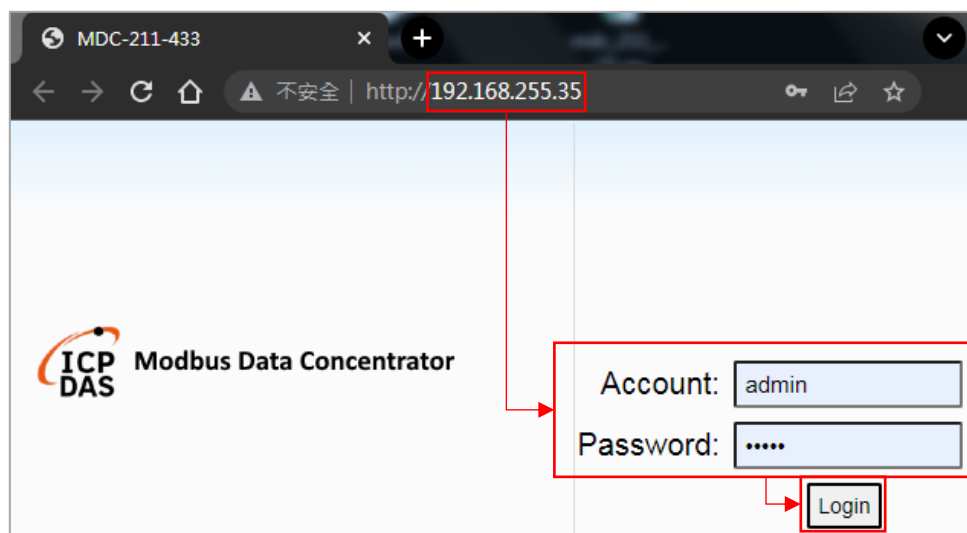 MDC-211-433
不安全 | http://192.168.255.35
ICP DAS
Modbus Data Concentrator
Account: admin
Password: •••••
Login